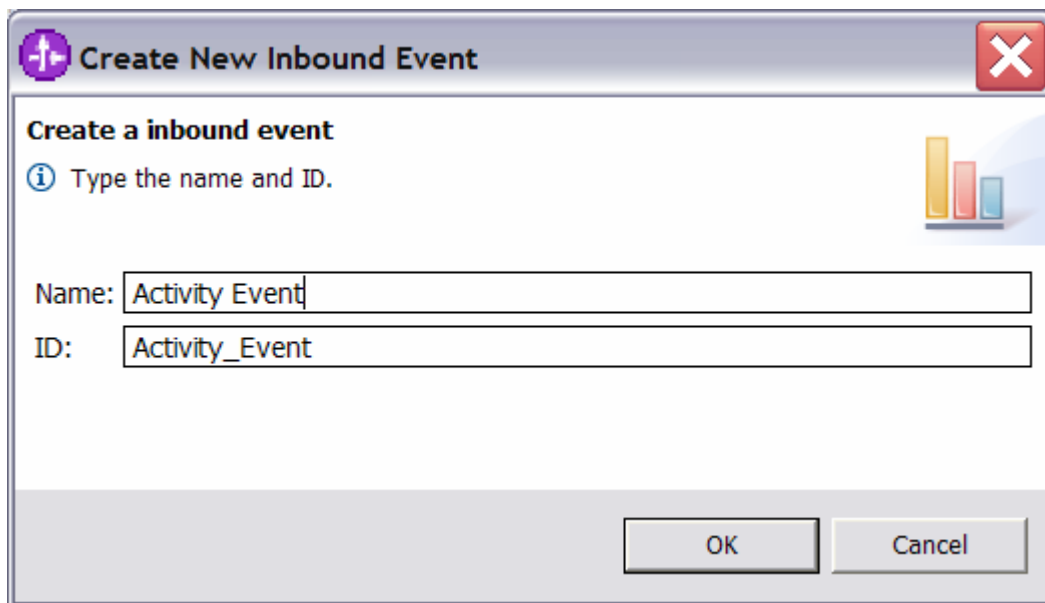 Create New Inbound Event
Create a inbound event
Type the name and ID.
Name: Activity Event
ID: Activity_Event
OK Cancel